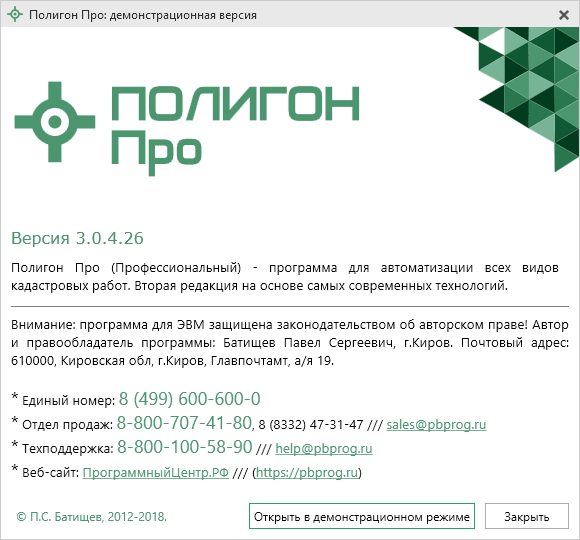 Полигон Про: демонстрационная версия
ПОЛИГОН
Про
Версия 3.0.4.26
Полигон Про (Профессиональный) - программа для автоматизации всех видов
кадастровых работ. Вторая редакция на основе самых современных технологий.
Внимание: программа для ЭВМ защищена законодательством об авторском праве! Автор
и правообладатель программы: Батищев Павел Сергеевич, г.Киров. Почтовый адрес:
610000, Кировская обл, г.Киров, Главпочтамт, а/я 19.
* Единый номер: 8 (499) 600-600-0
* Отдел продаж: 8-800-707-41-80, 8 (8332) 47-31-47 /// sales@pbprog.ru
* Техподдержка: 8-800-100-58-90 /// help@pbprog.ru
* Веб-сайт: ПрограммныйЦентр.РФ /// (https://pbprog.ru)
© П.С. Батищев, 2012-2018.
Открыть в демонстрационном режиме
Закрыть